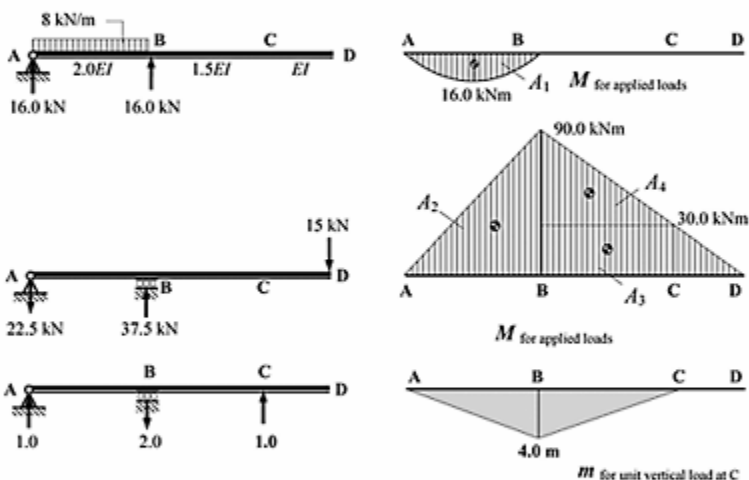 8 kN/m
A B C D
2.0EI 1.5EI EI
16.0 kN 16.0 kN
A B C D
A₁
16.0 kNm
M for applied loads
15 kN
A B C D
22.5 kN 37.5 kN
90.0 kNm
A₂ A₄
30.0 kNm
A B C D
A₃
M for applied loads
A B C D
1.0 2.0 1.0
A B C D
4.0 m
m for unit vertical load at C